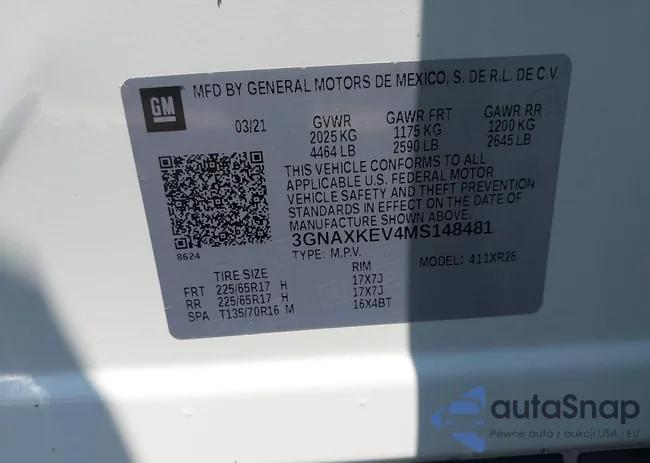 MFD BY GENERAL MOTORS DE MEXICO, S. DE R.L. DE C.V.
GM
03/21 GVWR GAWR FRT GAWR RR
2025 KG 1175 KG 1200 KG
4464 LB 2590 LB 2645 LB
THIS VEHICLE CONFORMS TO ALL
APPLICABLE U.S. FEDERAL MOTOR
VEHICLE SAFETY AND THEFT PREVENTION
STANDARDS IN EFFECT ON THE DATE OF
MANUFACTURE SHOWN ABOVE.
3GNAXKEV4MS148481
8624
TYPE: M.P.V. MODEL: 411XR26
TIRE SIZE RIM
FRT 225/65R17 H 17X7J
RR 225/65R17 H 17X7J
SPA T135/70R16 M 16X4BT
autaSnap
Pewne auta z aukcji USA i EU